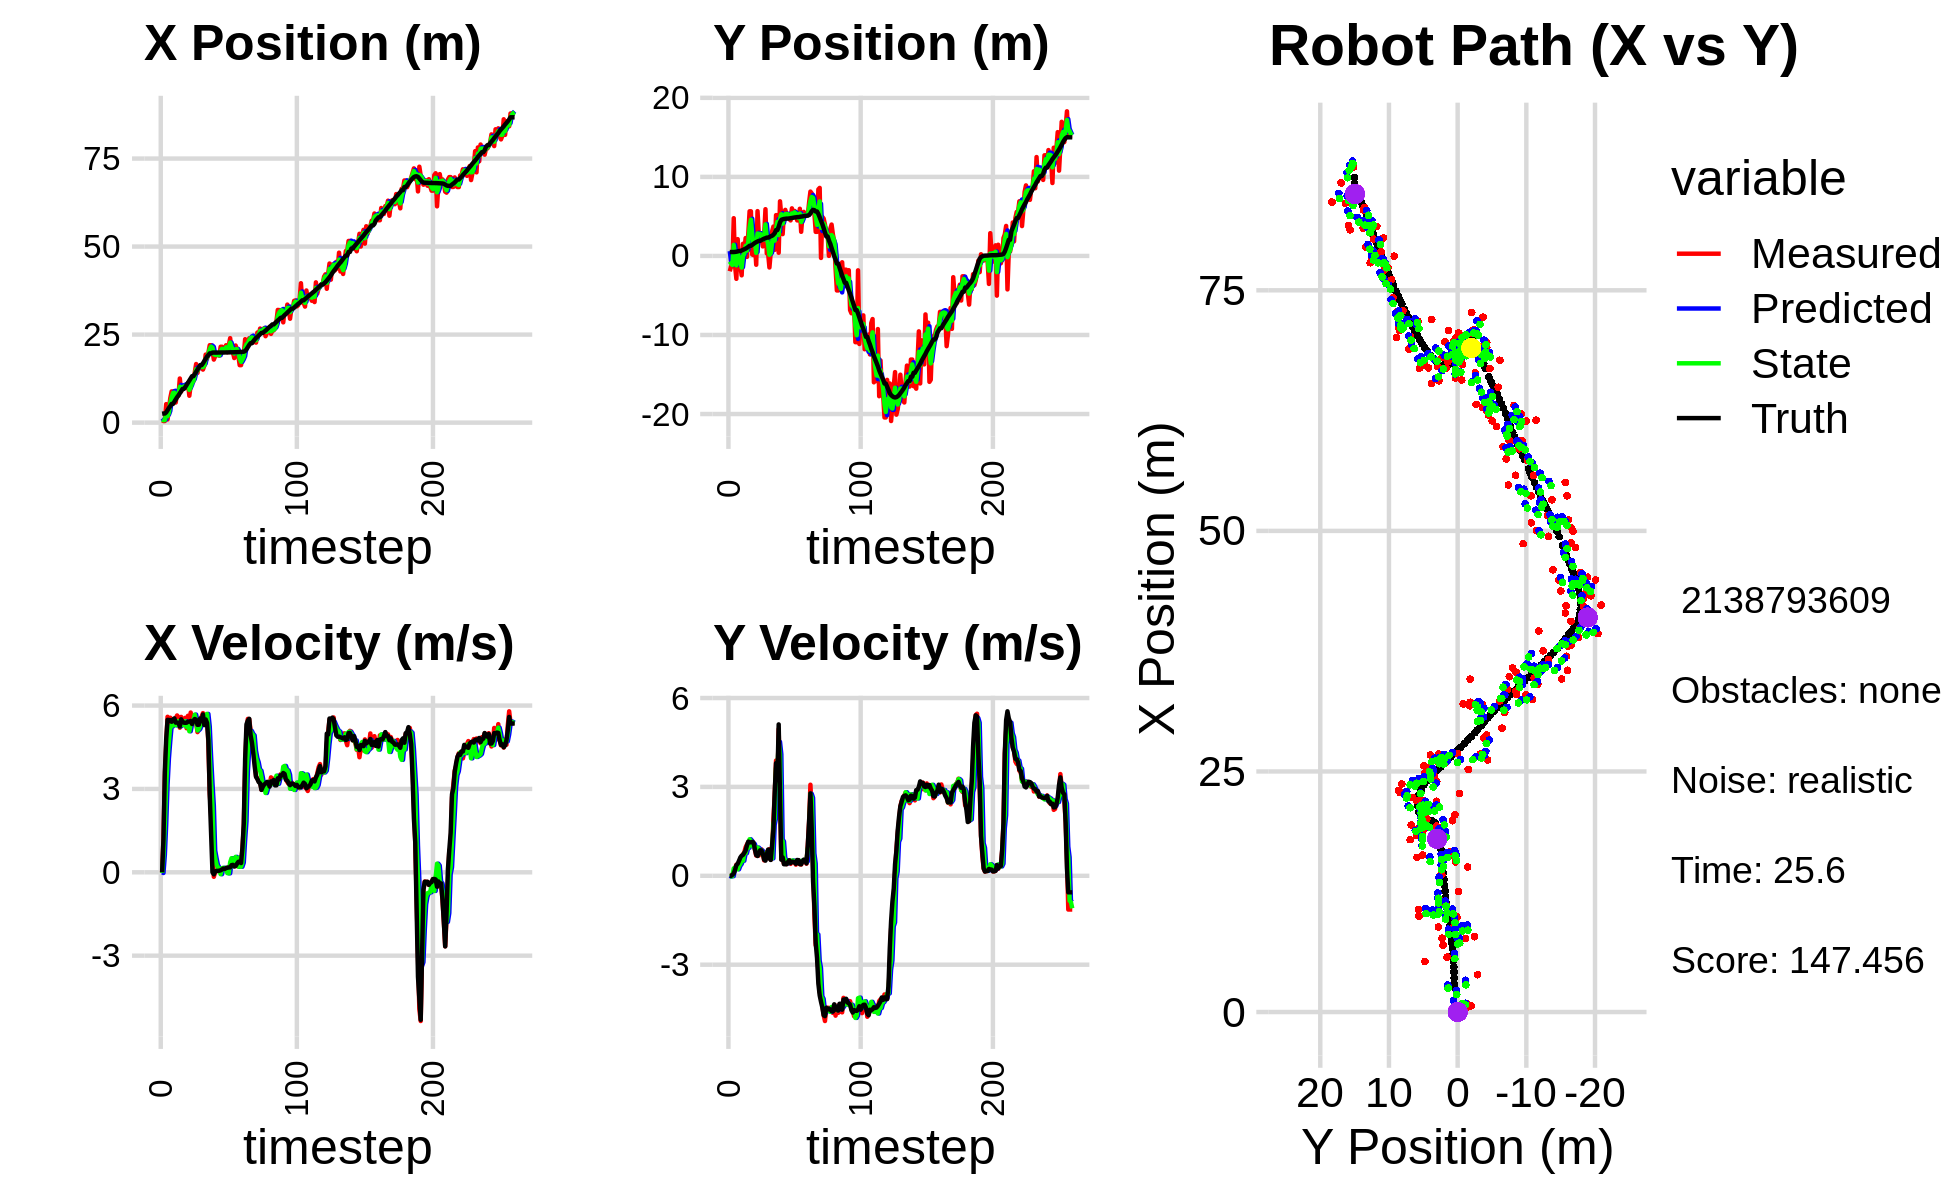 X Position (m)
75
50
25
0
0
100
200
timestep
Y Position (m)
20
10
0
-10
-20
0
100
200
timestep
X Velocity (m/s)
6
3
0
-3
0
100
200
timestep
Y Velocity (m/s)
6
3
0
-3
0
100
200
timestep
Robot Path (X vs Y)
X Position (m)
75
50
25
0
20 10 0 -10 -20
Y Position (m)
variable
Measured
Predicted
State
Truth
2138793609
Obstacles: none
Noise: realistic
Time: 25.6
Score: 147.456